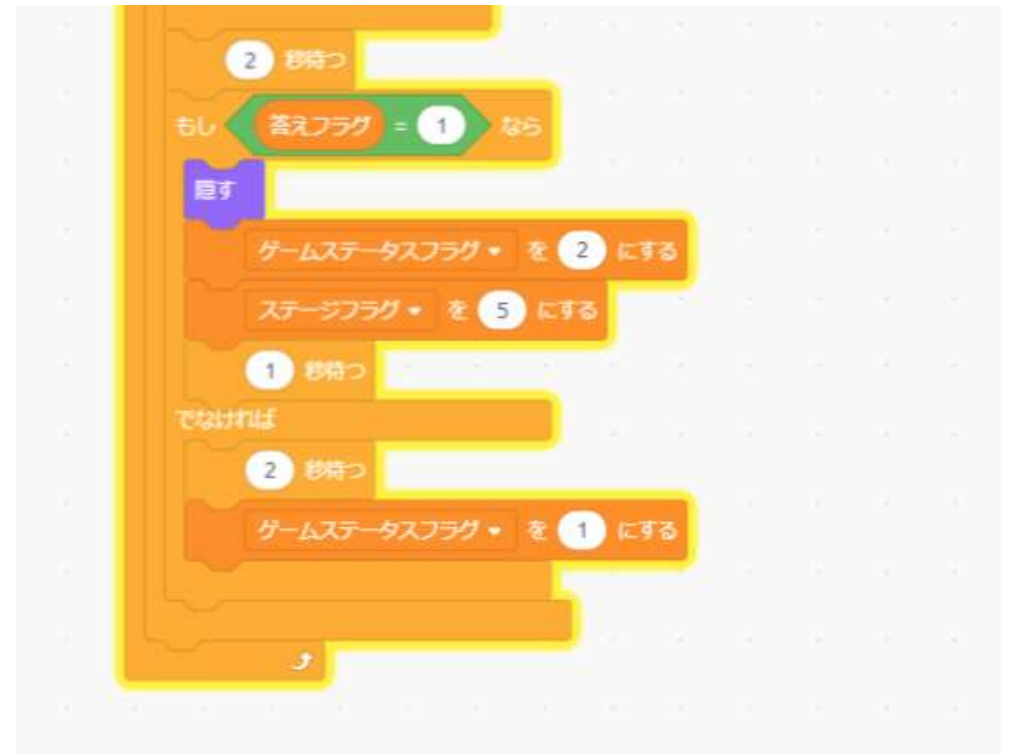 2 秒待つ
もし 答えフラグ = 1 なら
隠す
ゲームステータスフラグ を 2 にする
ステージフラグ を 5 にする
1 秒待つ
でなければ
2 秒待つ
ゲームステータスフラグ を 1 にする